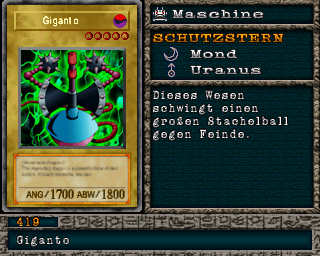 Giganto
ANG/1700 ABW/1800
Maschine
SCHUTZSTERN
Mond
Uranus
Dieses Wesen
schwingt einen
großen Stachelball
gegen Feinde.
419
Giganto